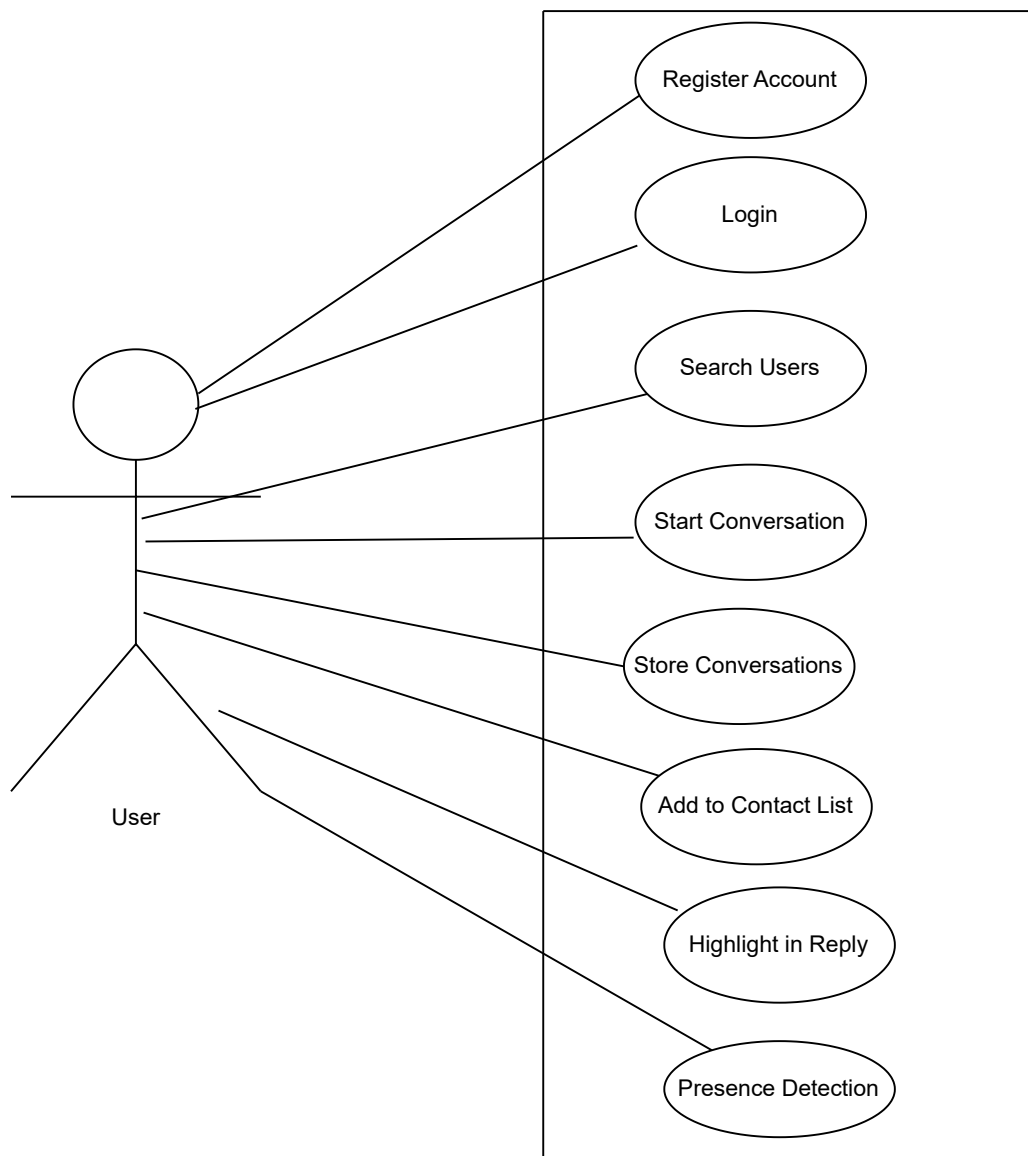 Register Account
Login
Search Users
Start Conversation
Store Conversations
Add to Contact List
User
Highlight in Reply
Presence Detection